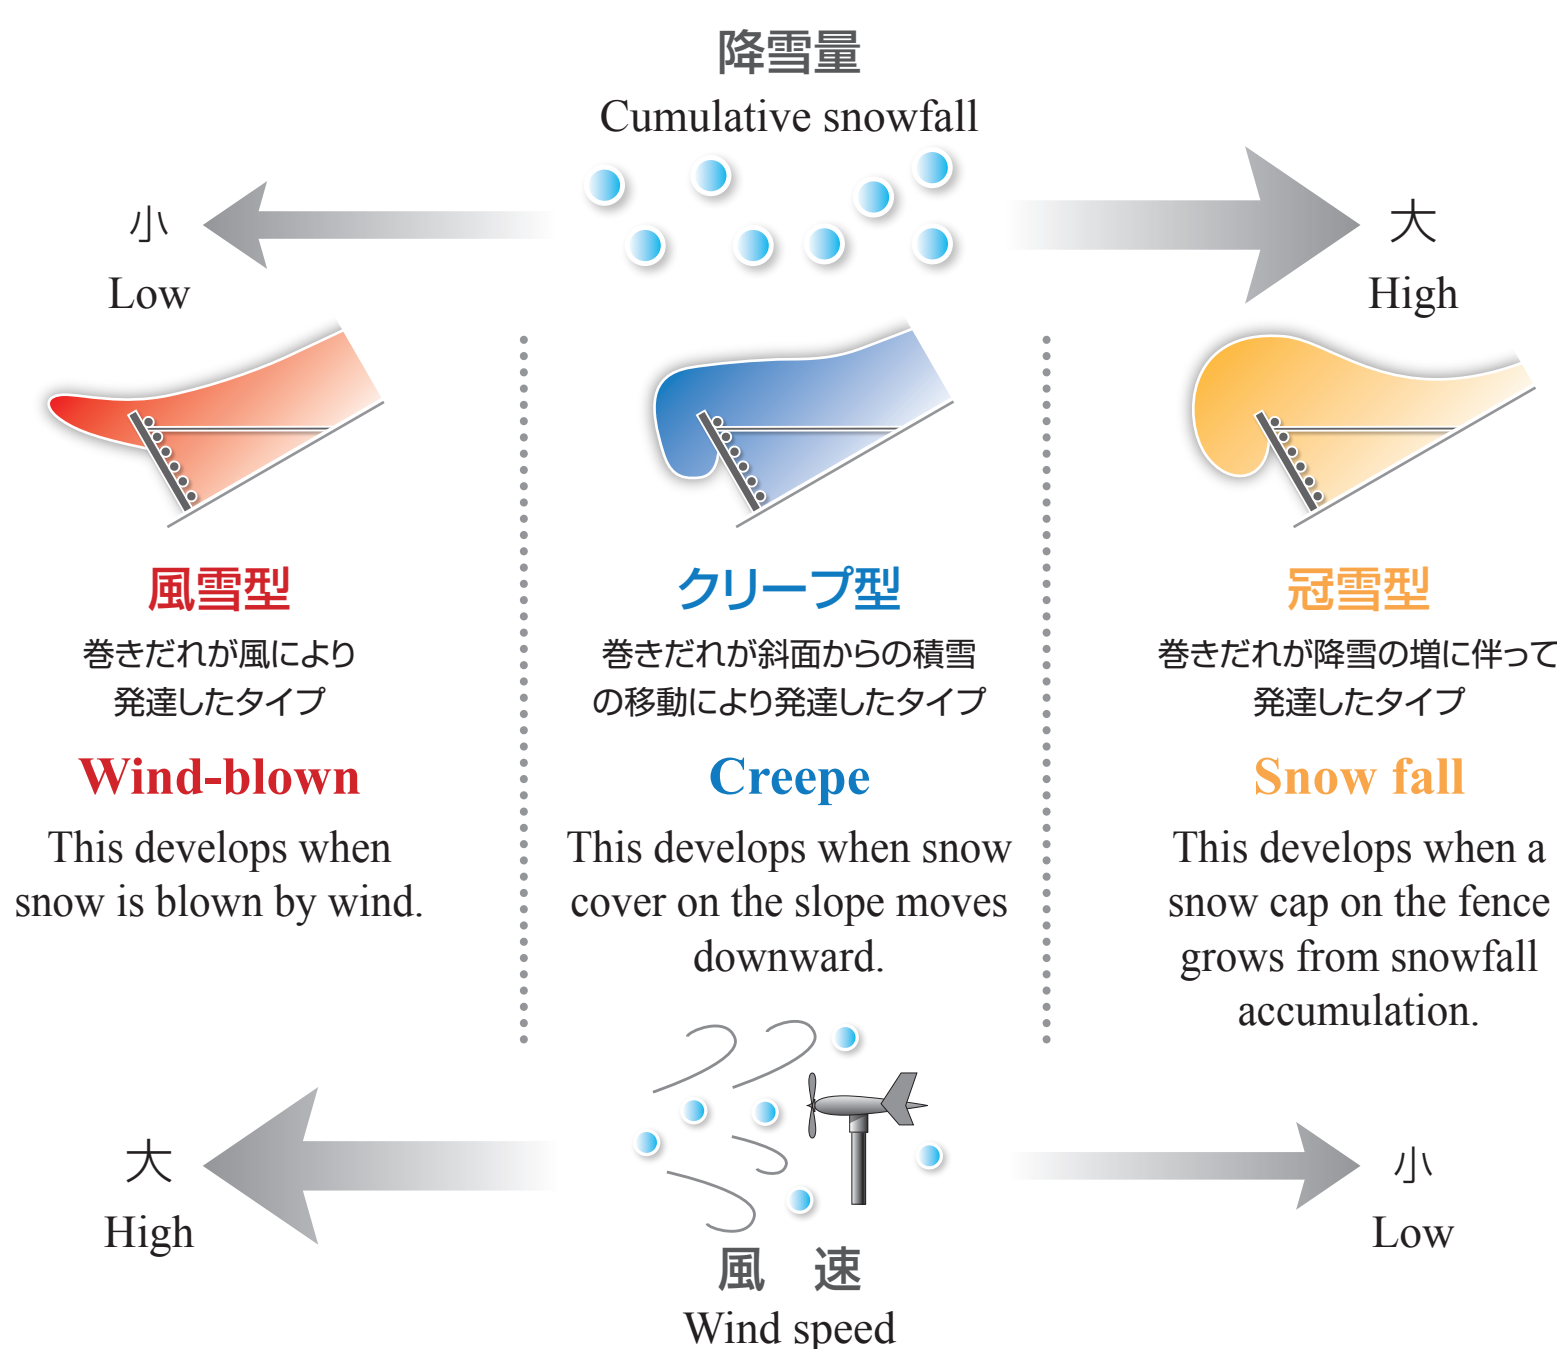 降雪量
Cumulative snowfall
小
Low
大
High
風雪型
巻きだれが風により
発達したタイプ
Wind-blown
This develops when
snow is blown by wind.
クリープ型
巻きだれが斜面からの積雪
の移動により発達したタイプ
Creepe
This develops when snow
cover on the slope moves
downward.
冠雪型
巻きだれが降雪の増に伴って
発達したタイプ
Snow fall
This develops when a
snow cap on the fence
grows from snowfall
accumulation.
大
High
小
Low
風　速
Wind speed